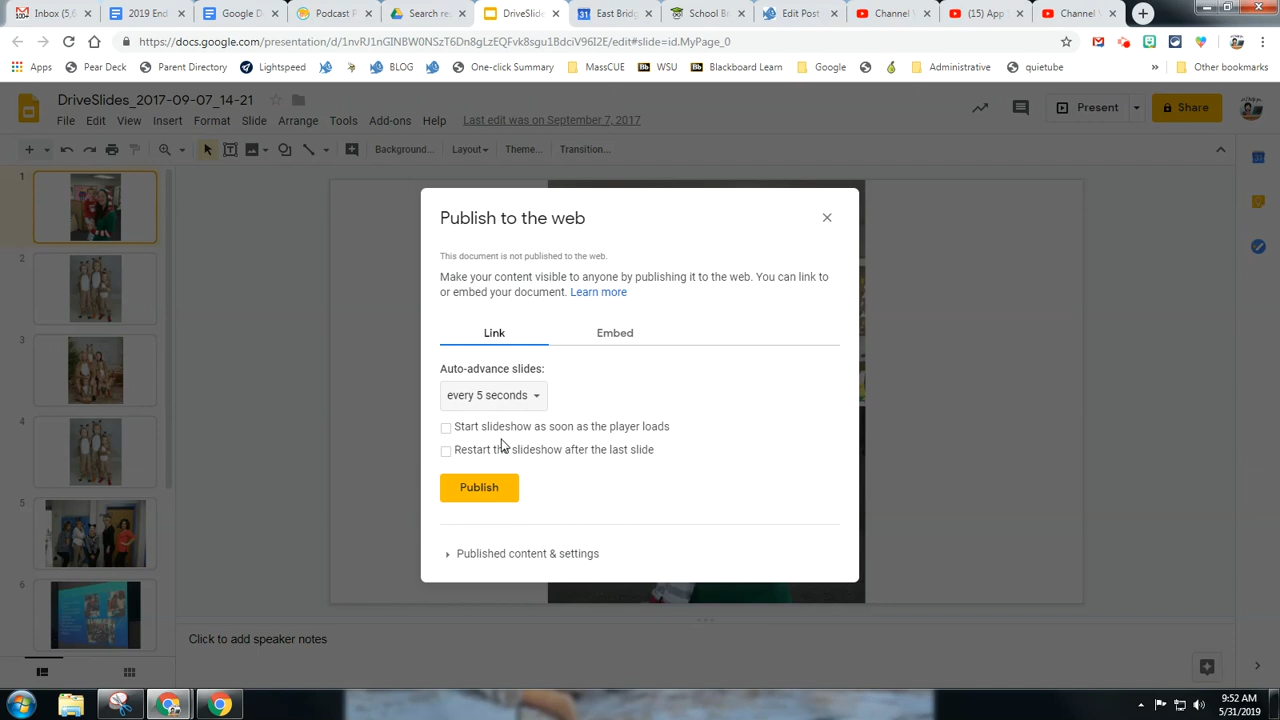 Inbox (5,6
2019 End
Google D
Podcast P
Search re
DriveSlide
East Bridg
School B
Edit Post
Channel
(15) App S
Channel V
https://docs.google.com/presentation/d/1nvRJ1nGINBW0NSzT6Dn8gLzEQFvk8sgu1BdciV96I2E/edit#slide=id.MyPage_0
Apps
Pear Deck
Parent Directory
Lightspeed
BLOG
One-click Summary
MassCUE
WSU
Blackboard Learn
Google
Administrative
quietube
»
Other bookmarks
DriveSlides_2017-09-07_14-21
Present
Share
File Edit View Insert Format Slide Arrange Tools Add-ons Help Last edit was on September 7, 2017
Background... Layout Theme... Transition...
1
2
3
4
5
6
Publish to the web
This document is not published to the web.
Make your content visible to anyone by publishing it to the web. You can link to
or embed your document. Learn more
Link Embed
Auto-advance slides:
every 5 seconds
Start slideshow as soon as the player loads
Restart the slideshow after the last slide
Publish
Published content & settings
Click to add speaker notes
9:52 AM
5/31/2019